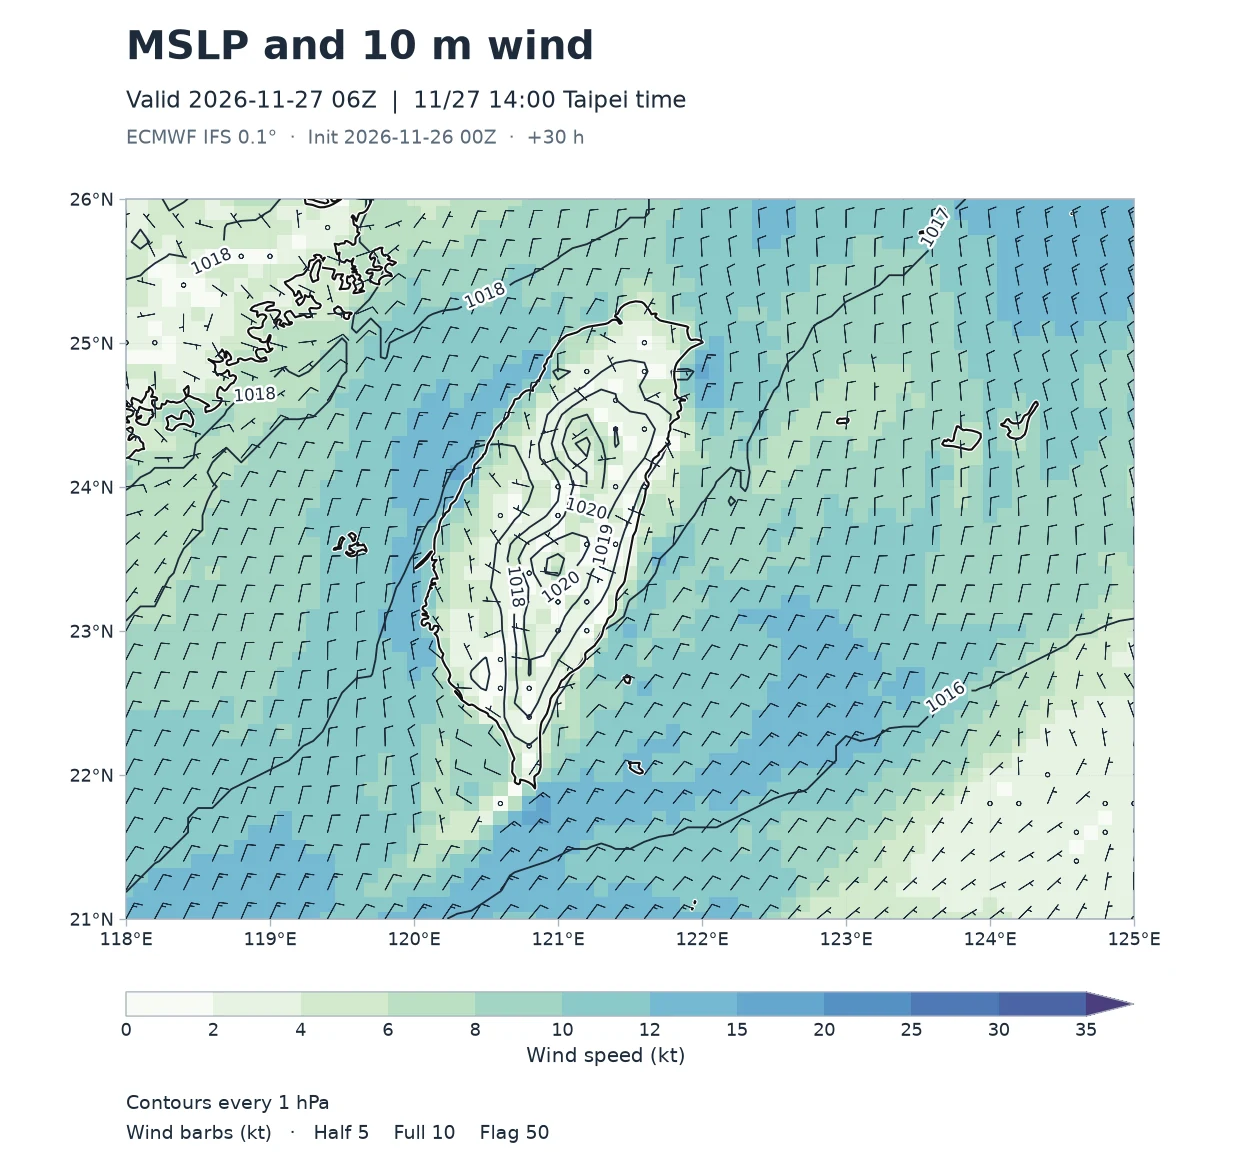 MSLP and 10 m wind
Valid 2026-11-27 06Z | 11/27 14:00 Taipei time
ECMWF IFS 0.1° · Init 2026-11-26 00Z · +30 h
26°N
1017
1018
1018
25°N
1018
24°N
1020
1019
1018
1020
23°N
1016
22°N
21°N
118°E 119°E 120°E 121°E 122°E 123°E 124°E 125°E
0 2 4 6 8 10 12 15 20 25 30 35
Wind speed (kt)
Contours every 1 hPa
Wind barbs (kt) · Half 5 Full 10 Flag 50